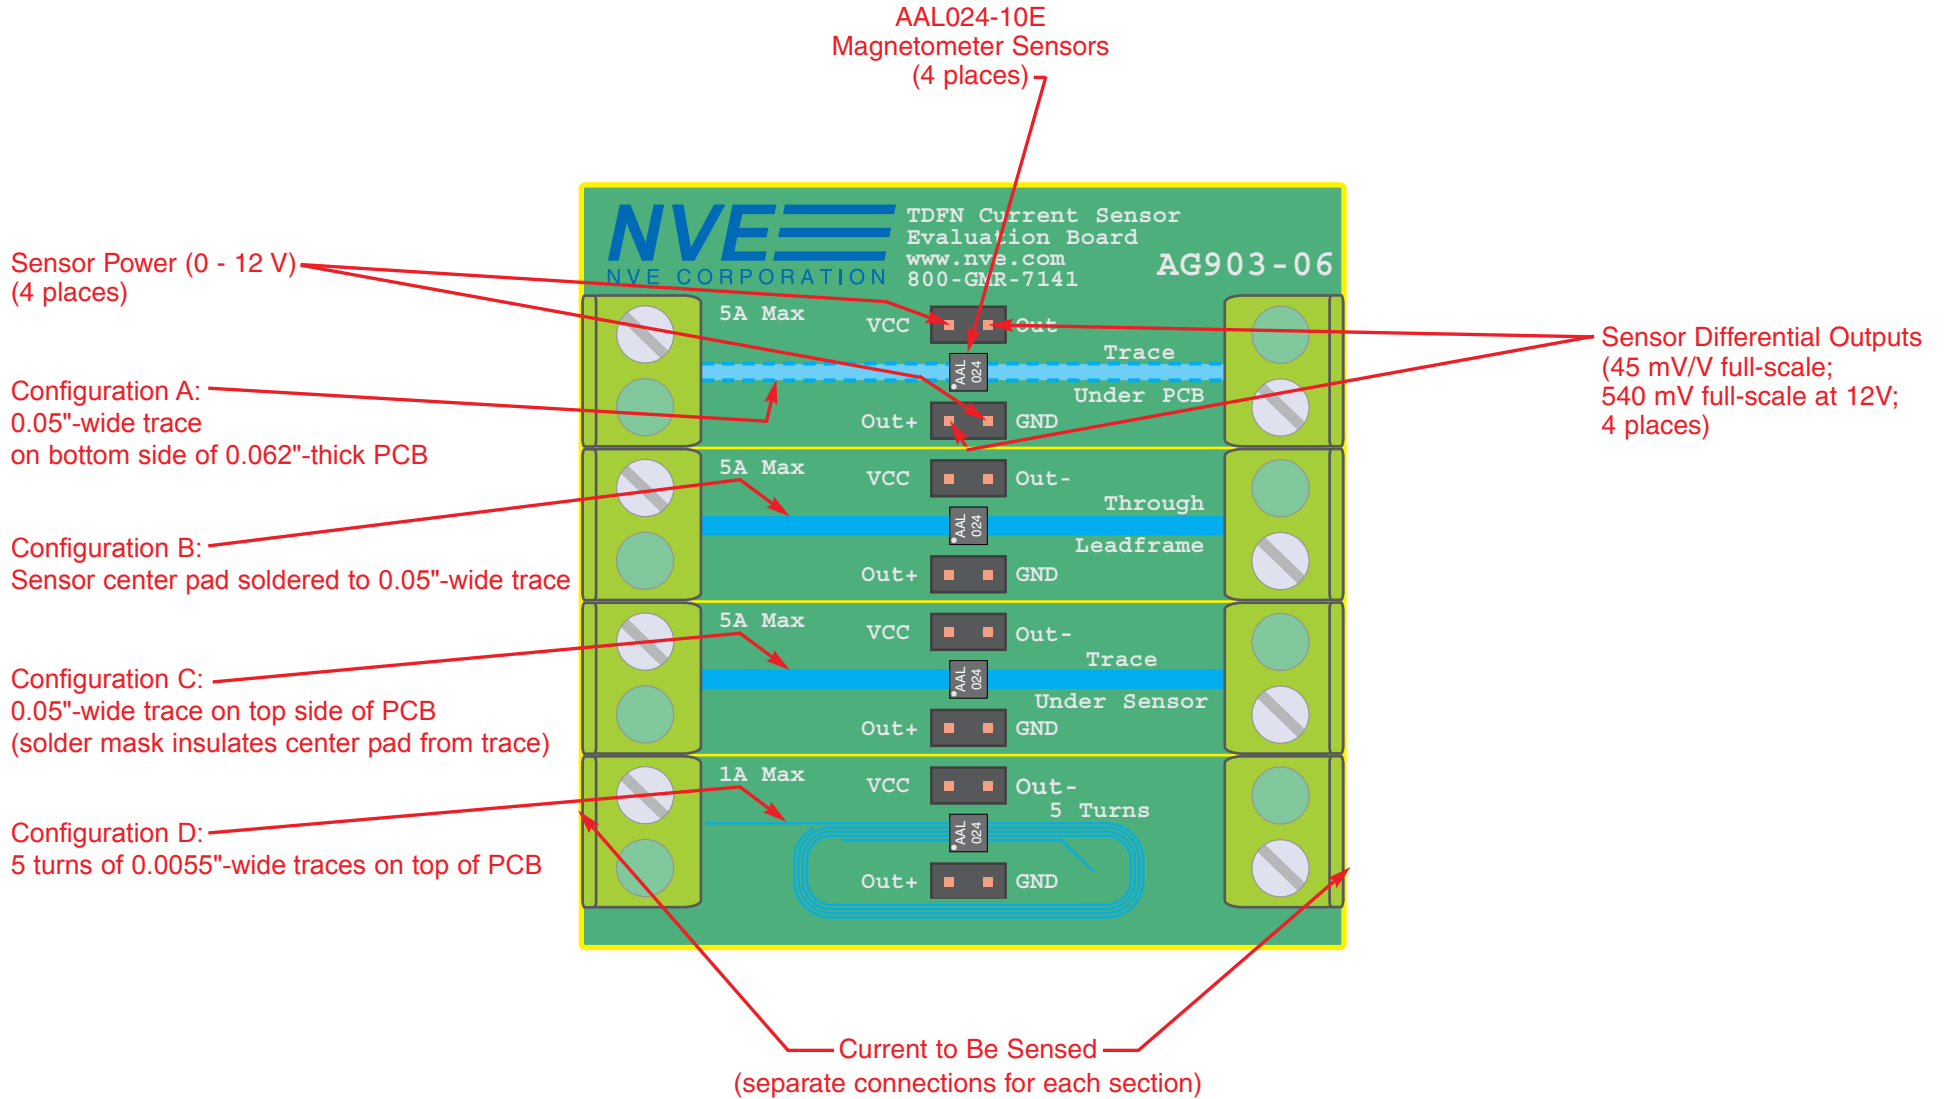 AAL024-10E
Magnetometer Sensors
(4 places)
NVE
NVE CORPORATION
TDFN Current Sensor
Evaluation Board
www.nve.com
800-GMR-7141
AG903-06
Sensor Power (0 - 12 V)
(4 places)
Configuration A:
0.05"-wide trace
on bottom side of 0.062"-thick PCB
Configuration B:
Sensor center pad soldered to 0.05"-wide trace
Configuration C:
0.05"-wide trace on top side of PCB
(solder mask insulates center pad from trace)
Configuration D:
5 turns of 0.0055"-wide traces on top of PCB
5A Max
VCC
Out-
Trace
AAL
024
Under PCB
Out+
GND
5A Max
VCC
Out-
Through
AAL
024
Leadframe
Out+
GND
5A Max
VCC
Out-
Trace
AAL
024
Under Sensor
Out+
GND
1A Max
VCC
Out-
5 Turns
AAL
024
Out+
GND
Sensor Differential Outputs
(45 mV/V full-scale;
540 mV full-scale at 12V;
4 places)
Current to Be Sensed
(separate connections for each section)